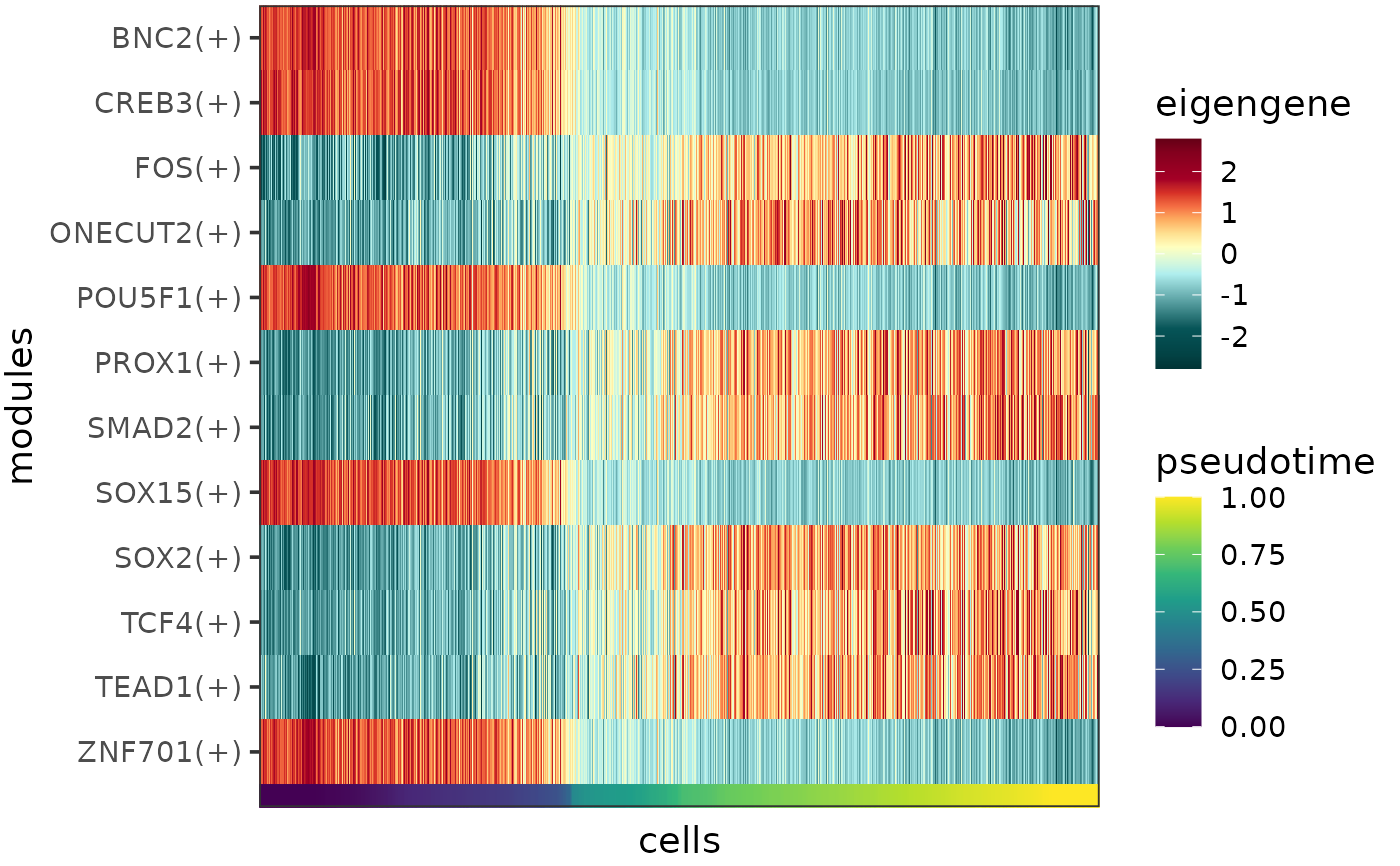 BNC2(+)
CREB3(+)
FOS(+)
ONECUT2(+)
POU5F1(+)
PROX1(+)
SMAD2(+)
SOX15(+)
SOX2(+)
TCF4(+)
TEAD1(+)
ZNF701(+)
modules
cells
eigengene
2
1
0
-1
-2
pseudotime
1.00
0.75
0.50
0.25
0.00